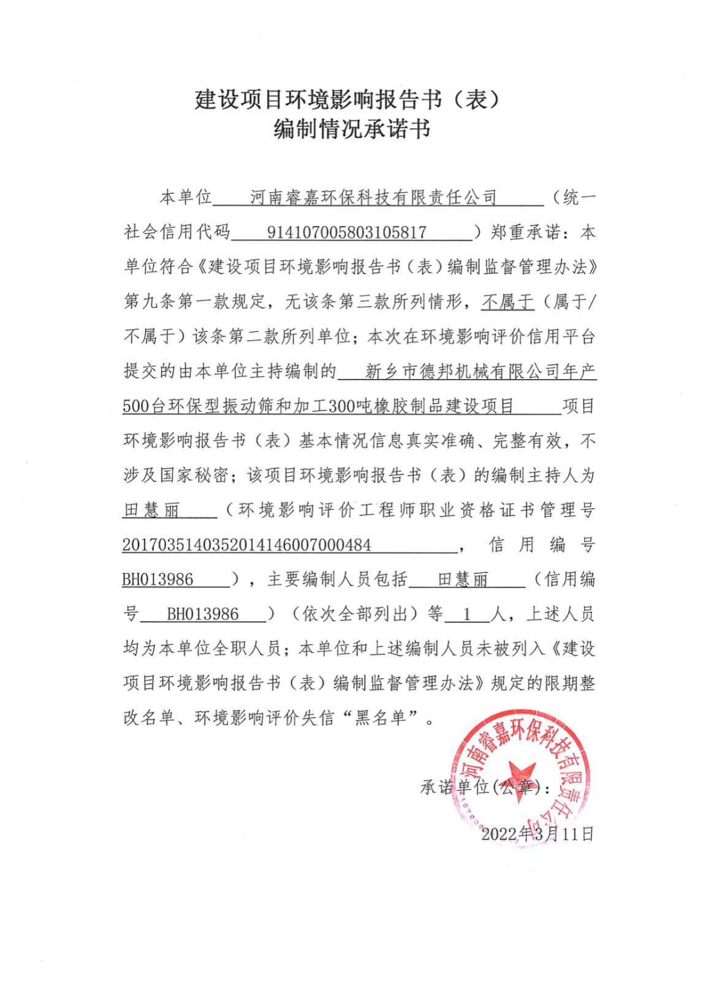 建设项目环境影响报告书（表）
编制情况承诺书
本单位 河南睿嘉环保科技有限责任公司 （统一
社会信用代码 914107005803105817 ）郑重承诺：本
单位符合《建设项目环境影响报告书（表）编制监督管理办法》
第九条第一款规定，无该条第三款所列情形，不属于（属于/
不属于）该条第二款所列单位；本次在环境影响评价信用平台
提交的由本单位主持编制的 新乡市德邦机械有限公司年产
500台环保型振动筛和加工300吨橡胶制品建设项目 项目
环境影响报告书（表）基本情况信息真实准确、完整有效，不
涉及国家秘密；该项目环境影响报告书（表）的编制主持人为
田慧丽 （环境影响评价工程师职业资格证书管理号
2017035140352014146007000484 ，信用编号
BH013986 ），主要编制人员包括 田慧丽 （信用编
号 BH013986 ）（依次全部列出）等 1 人，上述人员
均为本单位全职人员；本单位和上述编制人员未被列入《建设
项目环境影响报告书（表）编制监督管理办法》规定的限期整
改名单、环境影响评价失信“黑名单”。
河南睿嘉环保科技有限责任公司
承诺单位(公章)：
2022年3月11日